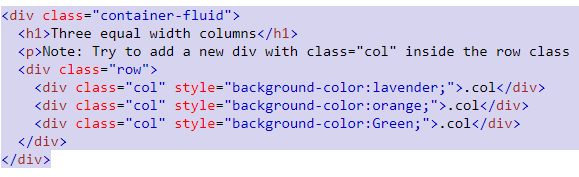 <div class="container-fluid">
  <h1>Three equal width columns</h1>
  <p>Note: Try to add a new div with class="col" inside the row class
  <div class="row">
    <div class="col" style="background-color:lavender;">.col</div>
    <div class="col" style="background-color:orange;">.col</div>
    <div class="col" style="background-color:Green;">.col</div>
  </div>
</div>